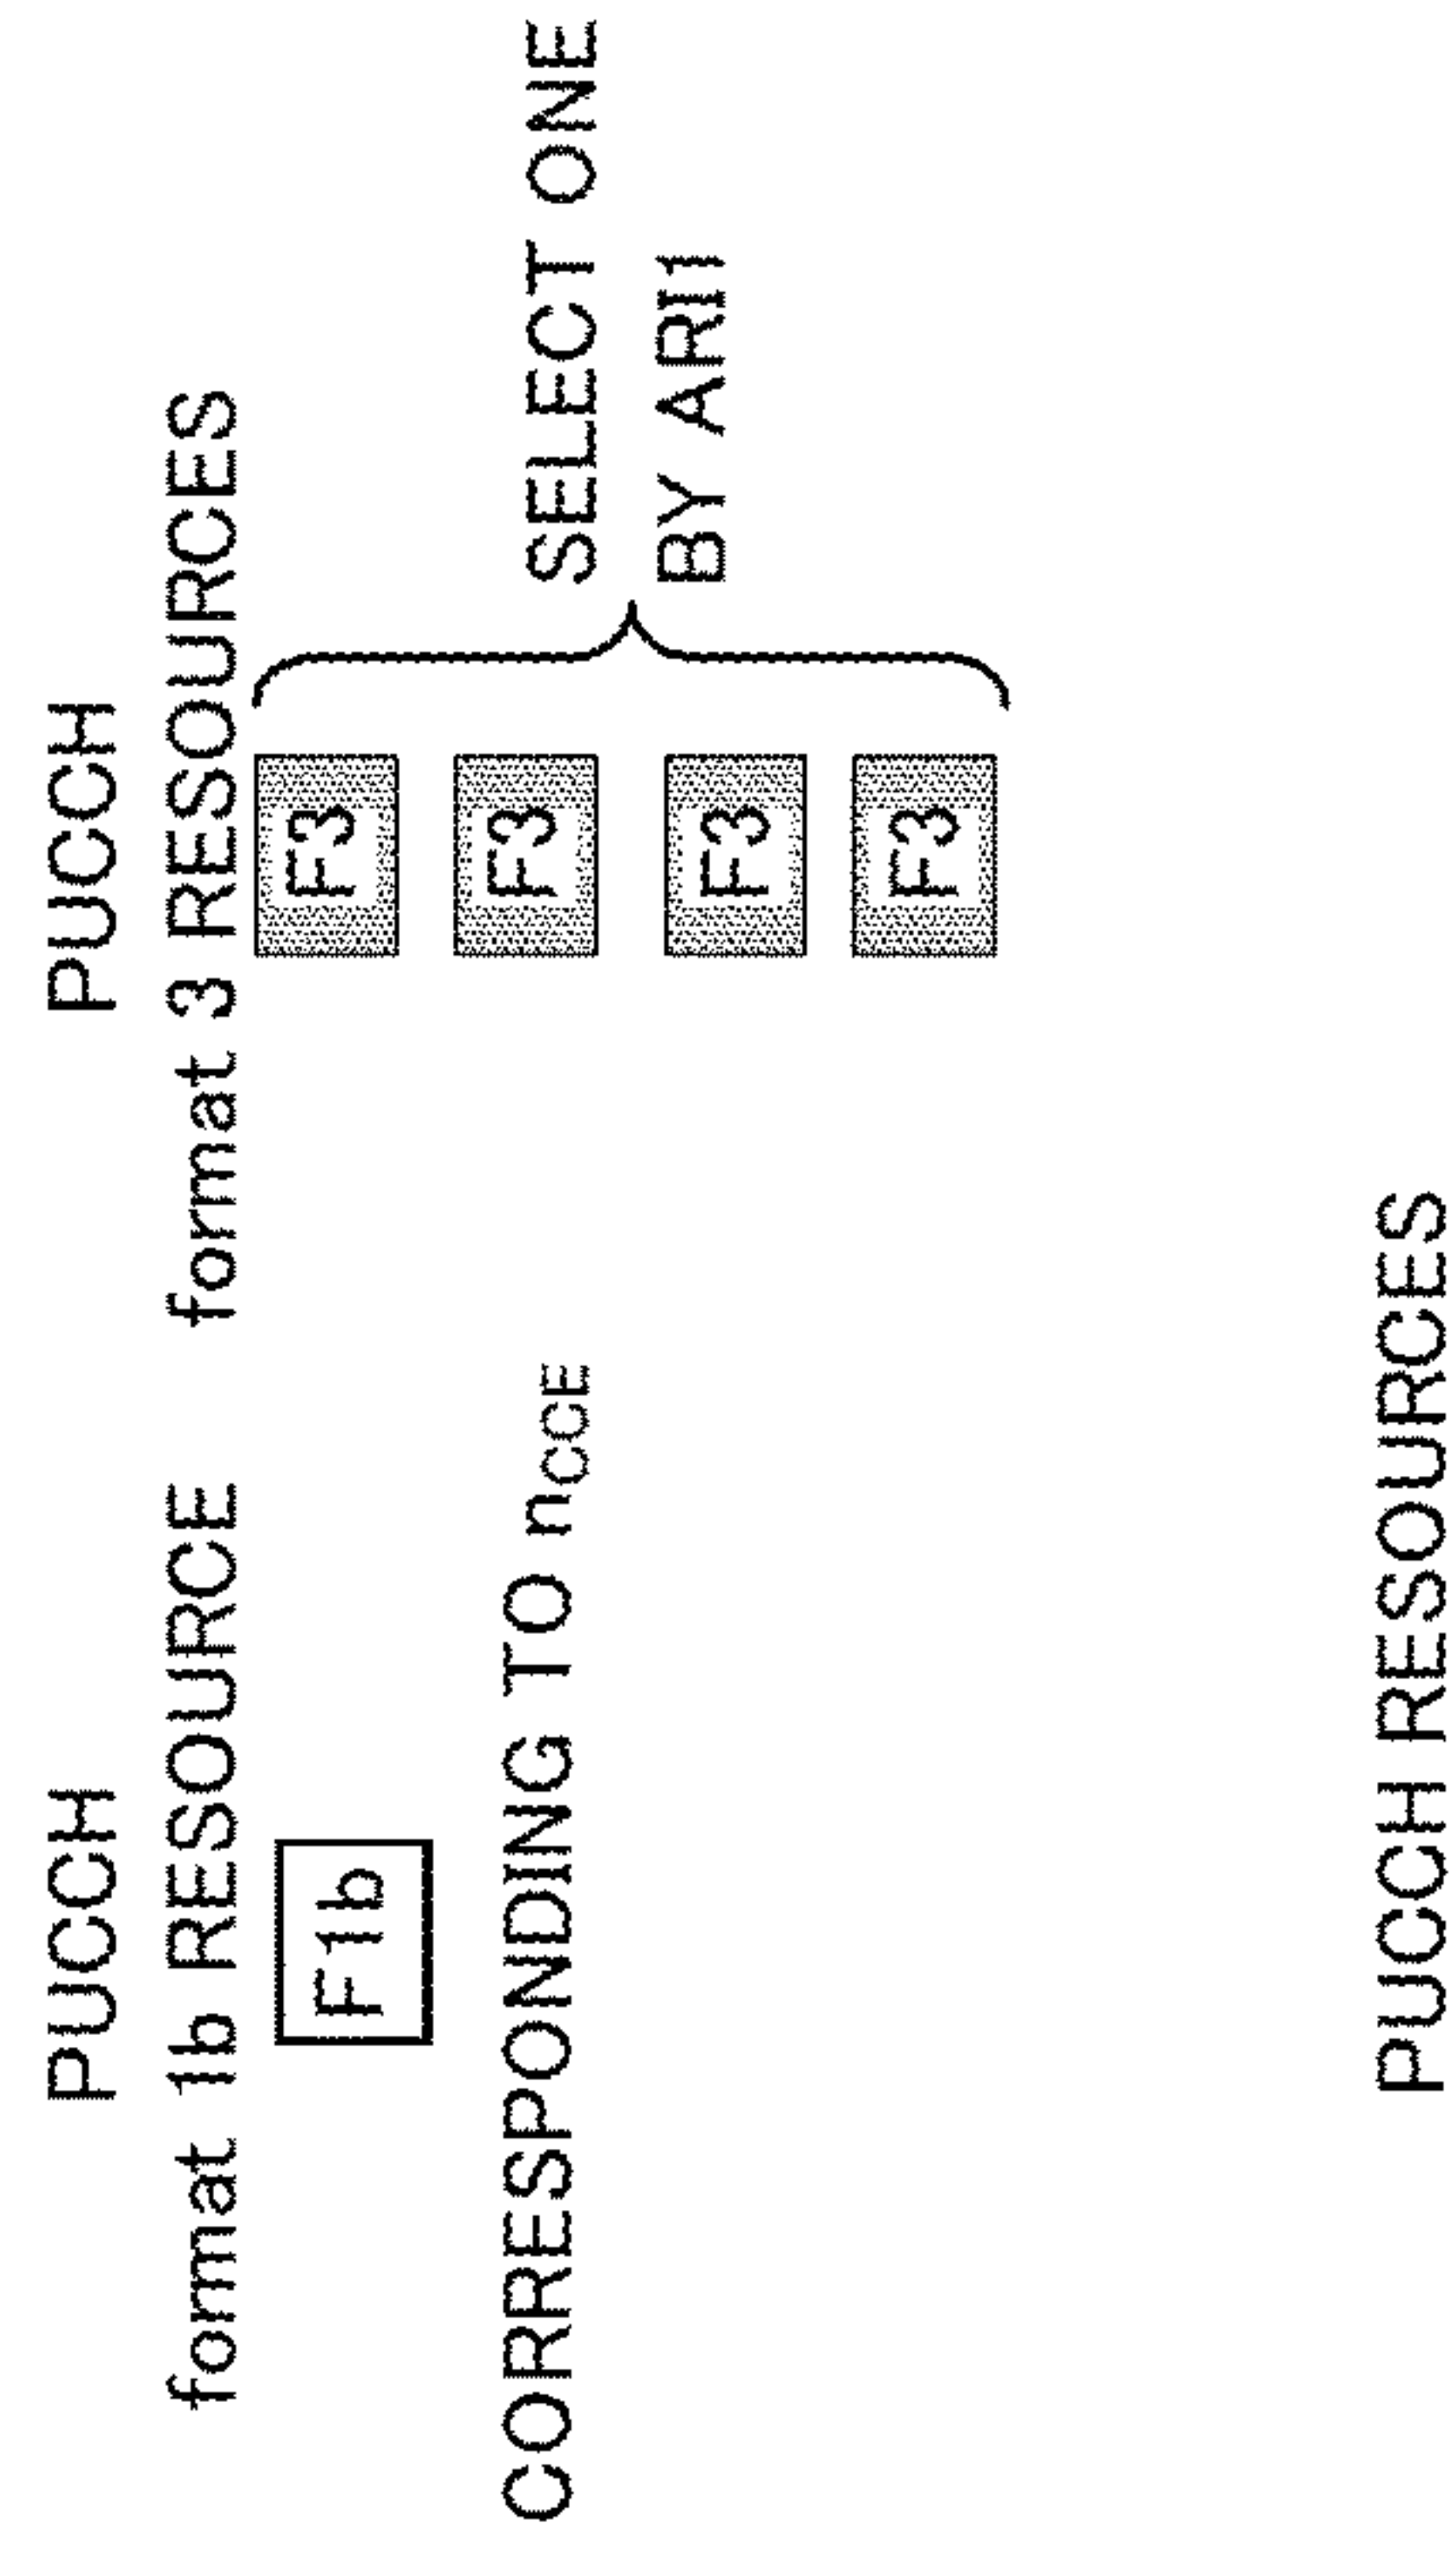 PUCCH
format 1b RESOURCE
F1b
CORRESPONDING TO nCCE
PUCCH
format 3 RESOURCES
F3
F3
F3
F3
SELECT ONE
BY ARI1
PUCCH RESOURCES